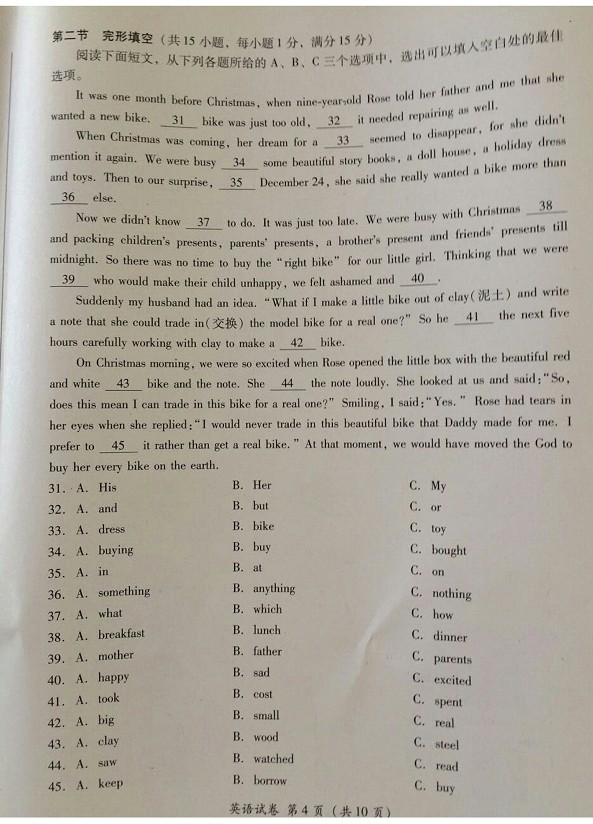 第二节 完形填空（共 15 小题，每小题 1 分，满分 15 分）
阅读下面短文，从下列各题所给的 A、B、C 三个选项中，选出可以填入空白处的最佳
选项。
It was one month before Christmas, when nine-year-old Rose told her father and me that she
wanted a new bike. 31 bike was just too old, 32 it needed repairing as well.
When Christmas was coming, her dream for a 33 seemed to disappear, for she didn't
mention it again. We were busy 34 some beautiful story books, a doll house, a holiday dress
and toys. Then to our surprise, 35 December 24, she said she really wanted a bike more than
36 else.
Now we didn't know 37 to do. It was just too late. We were busy with Christmas 38
and packing children's presents, parents' presents, a brother's present and friends' presents till
midnight. So there was no time to buy the "right bike" for our little girl. Thinking that we were
39 who would make their child unhappy, we felt ashamed and 40 .
Suddenly my husband had an idea. "What if I make a little bike out of clay(泥土) and write
a note that she could trade in(交换) the model bike for a real one?" So he 41 the next five
hours carefully working with clay to make a 42 bike.
On Christmas morning, we were so excited when Rose opened the little box with the beautiful red
and white 43 bike and the note. She 44 the note loudly. She looked at us and said:"So,
does this mean I can trade in this bike for a real one?" Smiling, I said:"Yes." Rose had tears in
her eyes when she replied:"I would never trade in this beautiful bike that Daddy made for me. I
prefer to 45 it rather than get a real bike." At that moment, we would have moved the God to
buy her every bike on the earth.
31. A. His B. Her C. My
32. A. and B. but C. or
33. A. dress B. bike C. toy
34. A. buying B. buy C. bought
35. A. in B. at C. on
36. A. something B. anything C. nothing
37. A. what B. which C. how
38. A. breakfast B. lunch C. dinner
39. A. mother B. father C. parents
40. A. happy B. sad C. excited
41. A. took B. cost C. spent
42. A. big B. small C. real
43. A. clay B. wood C. steel
44. A. saw B. watched C. read
45. A. keep B. borrow C. buy
英语试卷 第 4 页（共 10 页）